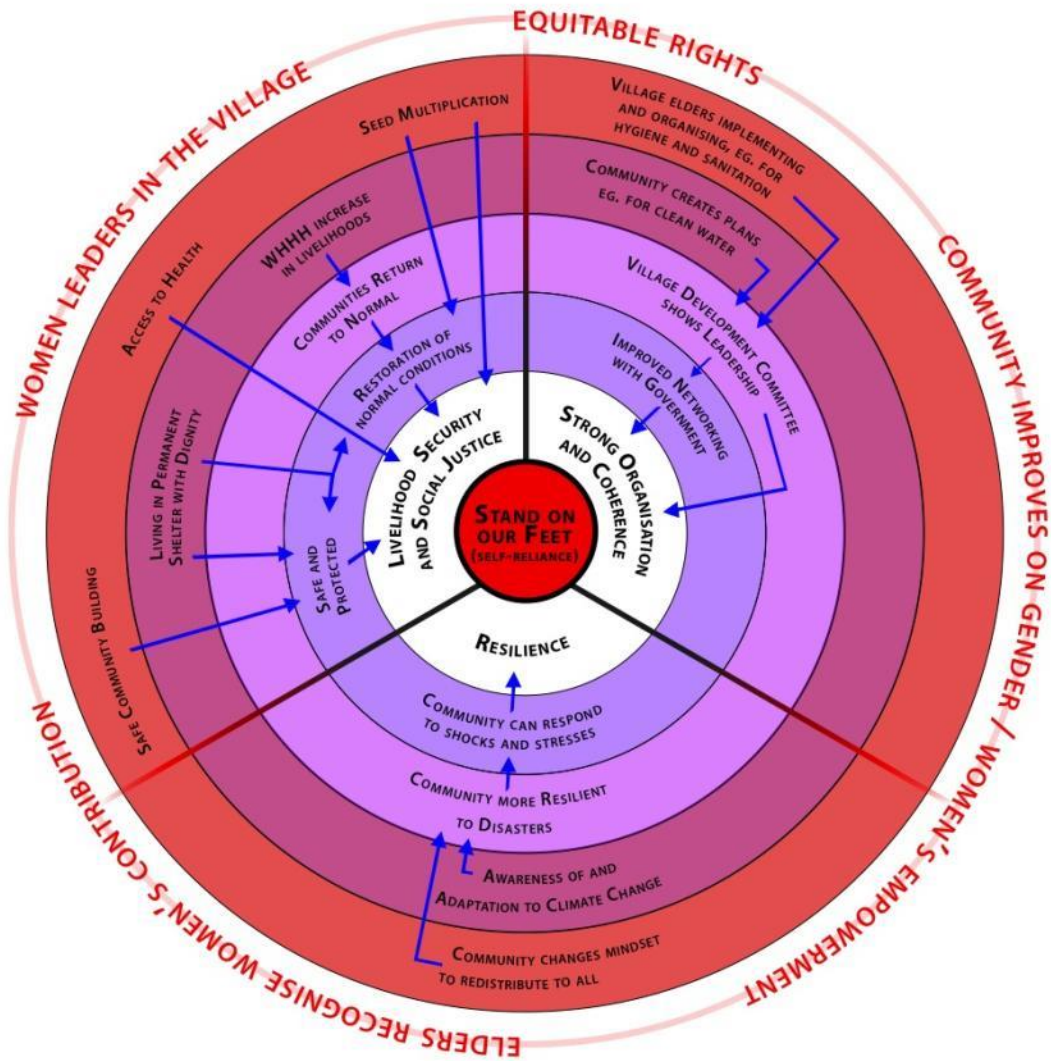 EQUITABLE RIGHTS
COMMUNITY IMPROVES ON GENDER / WOMEN'S EMPOWERMENT
ELDERS RECOGNISE WOMEN'S CONTRIBUTION
WOMEN LEADERS IN THE VILLAGE
SEED MULTIPLICATION
WHHH INCREASE
IN LIVELIHOODS
COMMUNITIES RETURN
TO NORMAL
RESTORATION OF
NORMAL CONDITIONS
ACCESS TO HEALTH
LIVING IN PERMANENT
SHELTER WITH DIGNITY
SAFE AND
PROTECTED
SAFE COMMUNITY BUILDING
LIVELIHOOD SECURITY
AND SOCIAL JUSTICE
VILLAGE ELDERS IMPLEMENTING
AND ORGANISING, EG. FOR
HYGIENE AND SANITATION
COMMUNITY CREATES PLANS
EG. FOR CLEAN WATER
VILLAGE DEVELOPMENT COMMITTEE
SHOWS LEADERSHIP
IMPROVED NETWORKING
WITH GOVERNMENT
STRONG ORGANISATION
AND COHERENCE
STAND ON
OUR FEET
(SELF-RELIANCE)
RESILIENCE
COMMUNITY CAN RESPOND
TO SHOCKS AND STRESSES
COMMUNITY MORE RESILIENT
TO DISASTERS
AWARENESS OF AND
ADAPTATION TO CLIMATE CHANGE
COMMUNITY CHANGES MINDSET
TO REDISTRIBUTE TO ALL